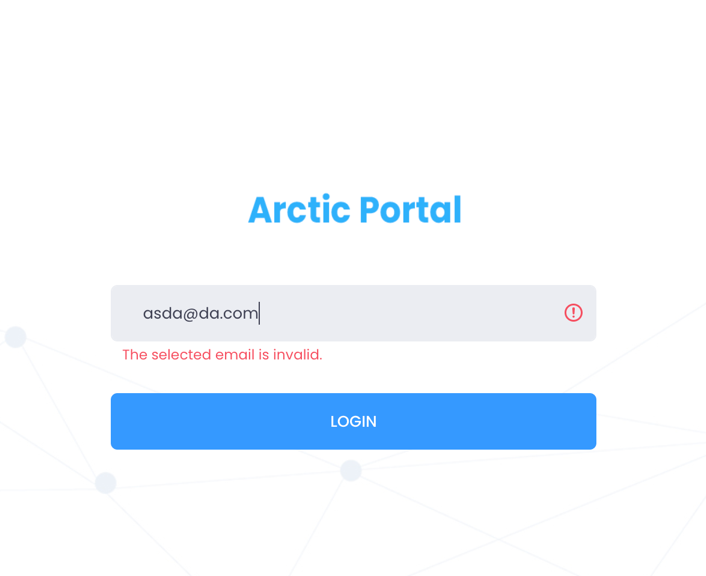 Arctic Portal
asda@da.com
The selected email is invalid.
LOGIN